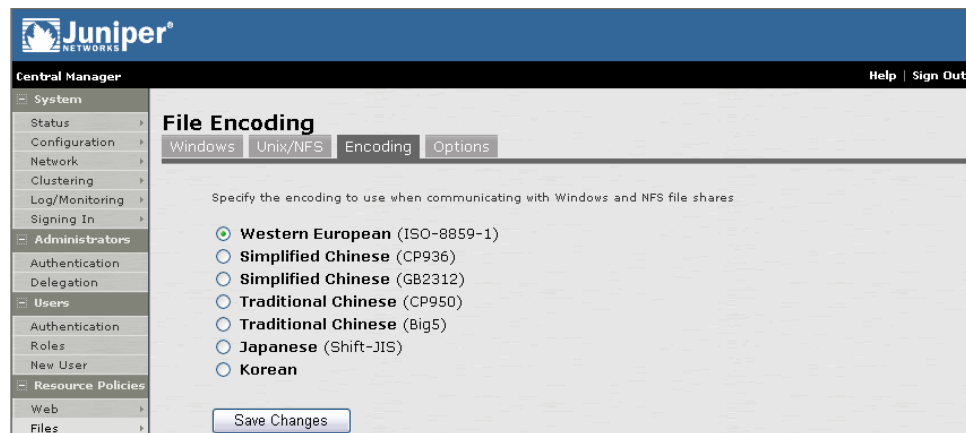 Juniper®
NETWORKS
Central Manager
Help | Sign Out
System
Status
Configuration
Network
Clustering
Log/Monitoring
Signing In
Administrators
Authentication
Delegation
Users
Authentication
Roles
New User
Resource Policies
Web
Files
File Encoding
Windows
Unix/NFS
Encoding
Options
Specify the encoding to use when communicating with Windows and NFS file shares
Western European (ISO-8859-1)
Simplified Chinese (CP936)
Simplified Chinese (GB2312)
Traditional Chinese (CP950)
Traditional Chinese (Big5)
Japanese (Shift-JIS)
Korean
Save Changes